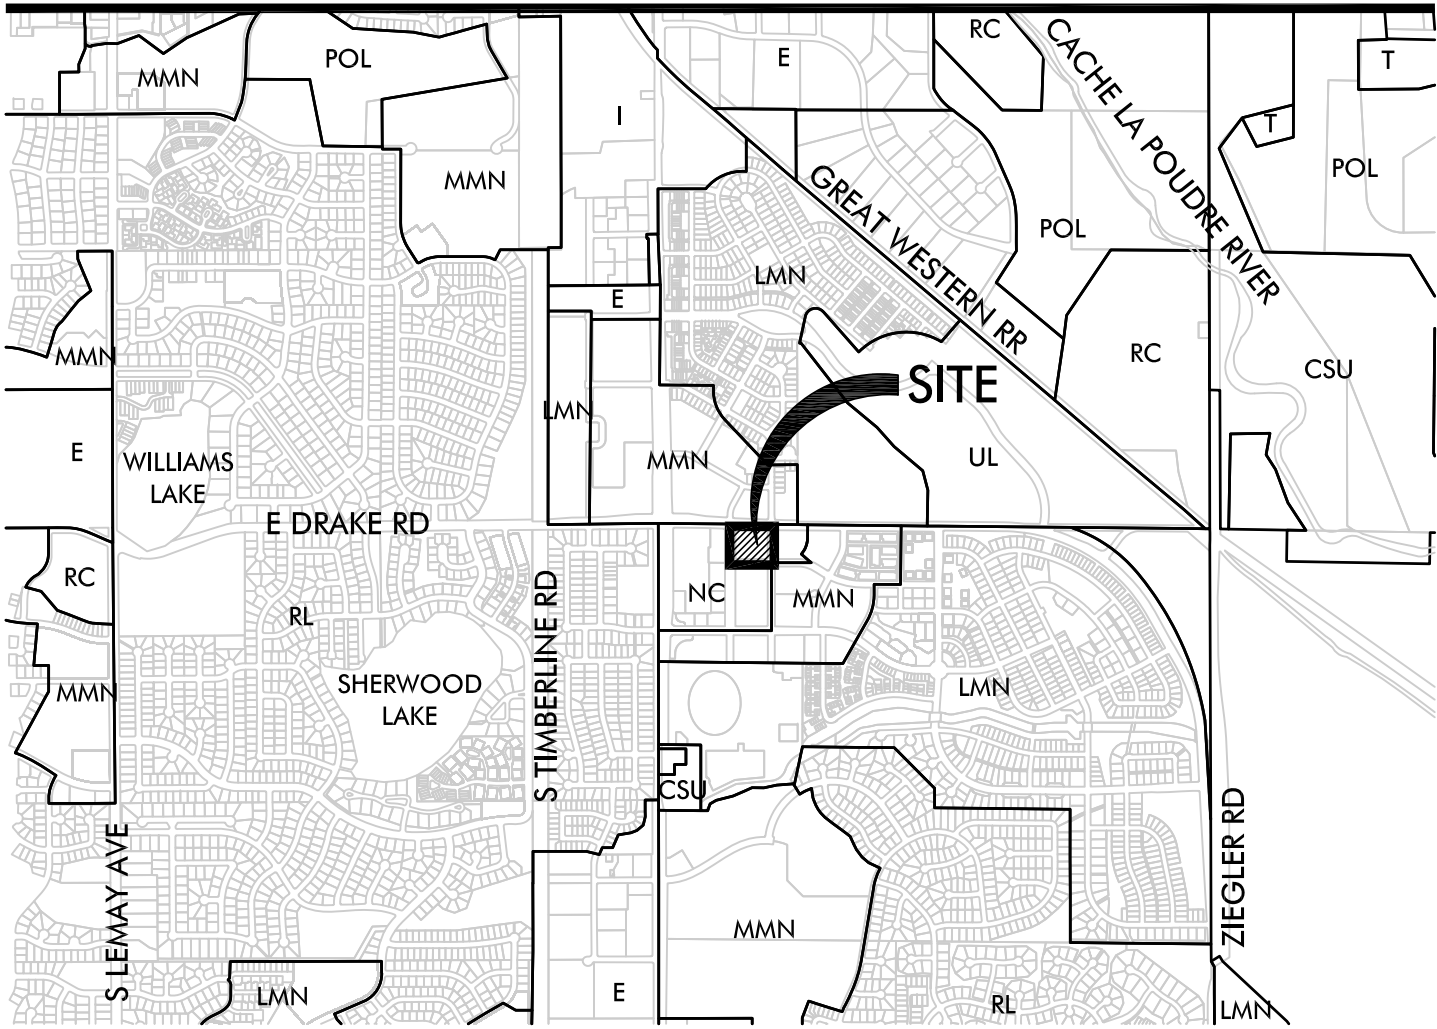 RC
E
POL
MMN
T
I
T
CACHE LA POUDRE RIVER
POL
MMN
GREAT WESTERN RR
POL
LMN
E
MMN
RC
CSU
SITE
LMN
E
WILLIAMS
LAKE
MMN
UL
E DRAKE RD
RC
NC
MMN
RL
S TIMBERLINE RD
SHERWOOD
LAKE
MMN
LMN
CSU
ZIEGLER RD
S LEMAY AVE
MMN
LMN
E
RL
LMN